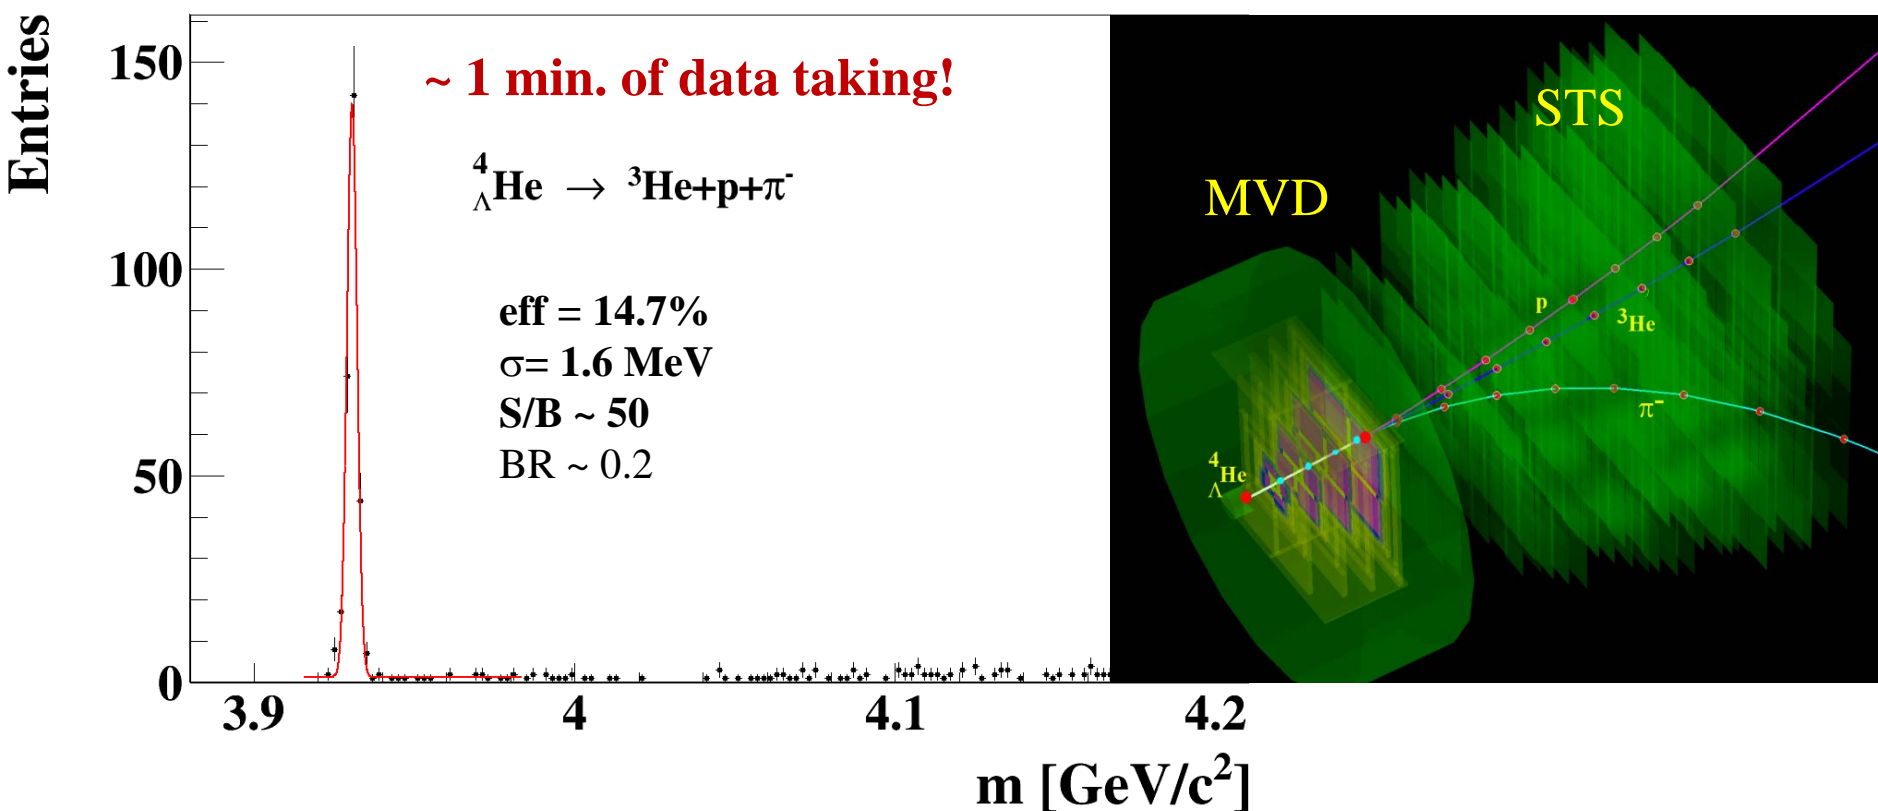 Entries
150
100
50
0
3.9
4
4.1
4.2
m [GeV/c²]
~ 1 min. of data taking!
⁴ΛHe → ³He+p+π⁻
eff = 14.7%
σ= 1.6 MeV
S/B ~ 50
BR ~ 0.2
STS
MVD
p
³He
π⁻
⁴ΛHe